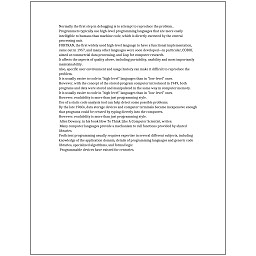 Normally the first step in debugging is to attempt to reproduce the problem.
Programmers typically use high-level programming languages that are more easily
intelligible to humans than machine code, which is directly executed by the central
processing unit.
FORTRAN, the first widely used high-level language to have a functional implementation,
came out in 1957, and many other languages were soon developed—in particular, COBOL
aimed at commercial data processing, and Lisp for computer research.
It affects the aspects of quality above, including portability, usability and most importantly
maintainability.
Also, specific user environment and usage history can make it difficult to reproduce the
problem.
It is usually easier to code in "high-level" languages than in "low-level" ones.
However, with the concept of the stored-program computer introduced in 1949, both
programs and data were stored and manipulated in the same way in computer memory.
It is usually easier to code in "high-level" languages than in "low-level" ones.
However, readability is more than just programming style.
Use of a static code analysis tool can help detect some possible problems.
By the late 1960s, data storage devices and computer terminals became inexpensive enough
that programs could be created by typing directly into the computers.
However, readability is more than just programming style.
Allen Downey, in his book How To Think Like A Computer Scientist, writes:
Many computer languages provide a mechanism to call functions provided by shared
libraries.
Proficient programming usually requires expertise in several different subjects, including
knowledge of the application domain, details of programming languages and generic code
libraries, specialized algorithms, and formal logic.
Programmable devices have existed for centuries.